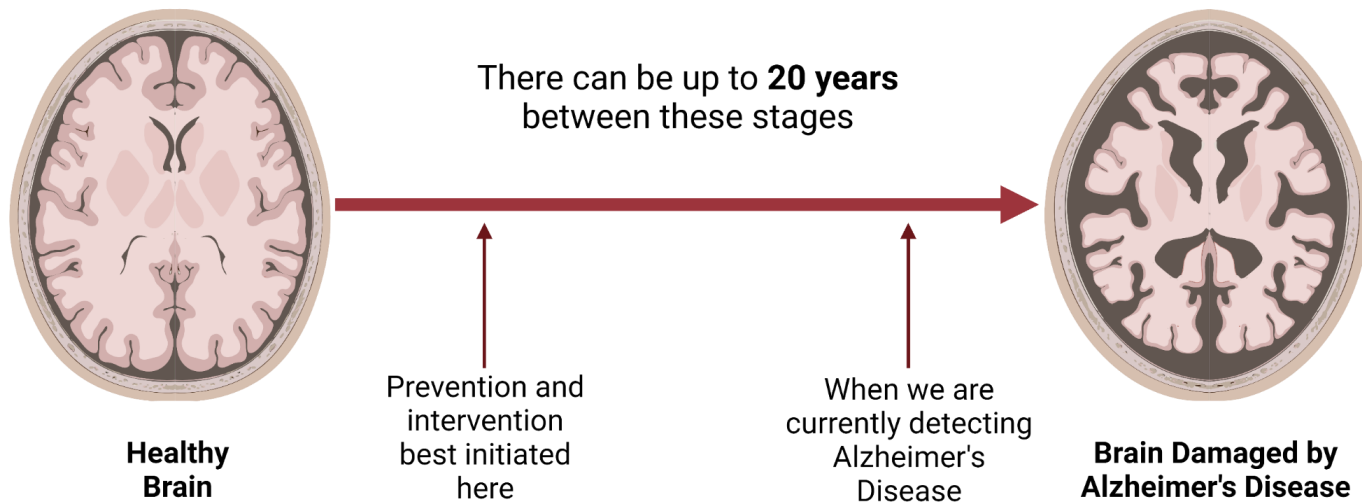 There can be up to 20 years
between these stages
Prevention and
intervention
best initiated
here
When we are
currently detecting
Alzheimer's
Disease
Healthy
Brain
Brain Damaged by
Alzheimer's Disease